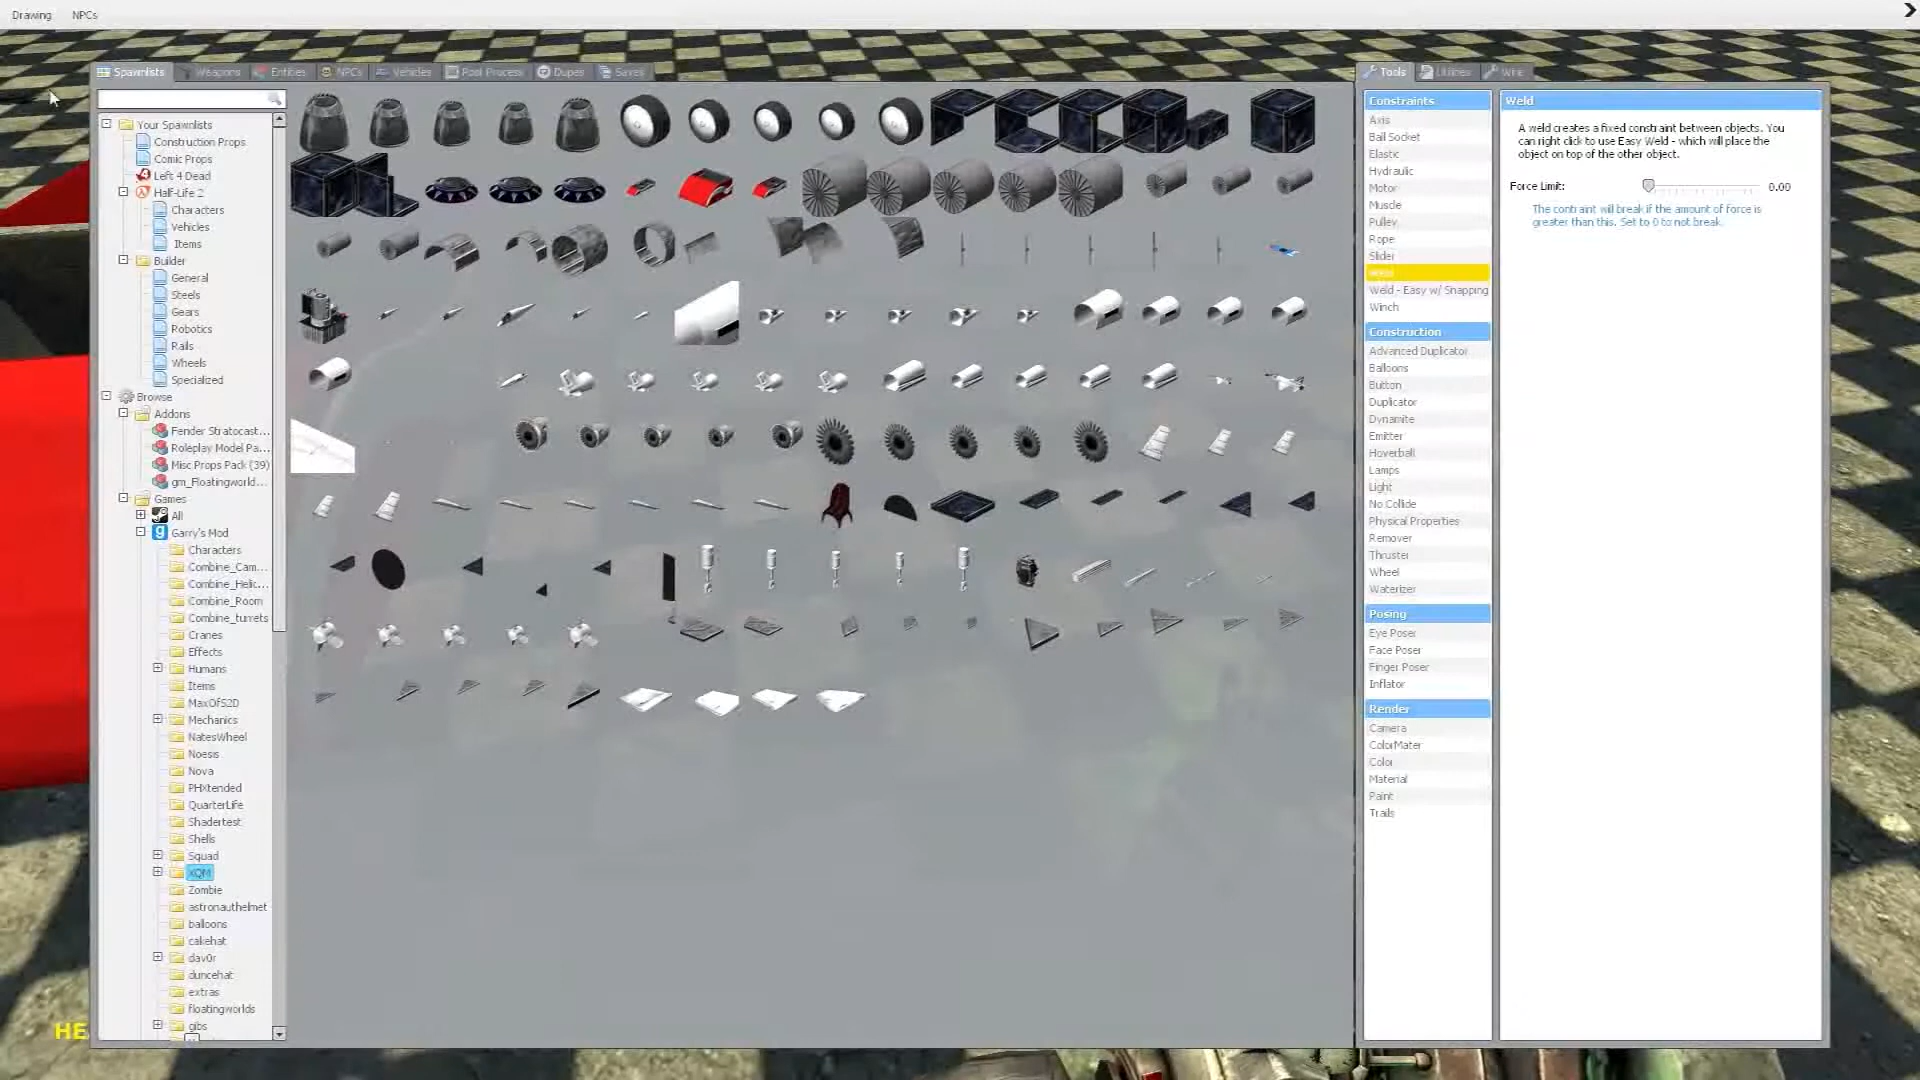 Drawing NPCs
Spawnlists Weapons Entities NPCs Vehicles Post Process Dupes Saves
Your Spawnlists
Construction Props
Comic Props
Left 4 Dead
Half-Life 2
Characters
Vehicles
Items
Builder
General
Steels
Gears
Robotics
Rails
Wheels
Specialized
Browse
Addons
Fender Stratocast...
Roleplay Model Pa...
Misc Props Pack (39)
gm_Floatingworld...
Games
All
Garry's Mod
Characters
Combine_Cam...
Combine_Helic...
Combine_Room
Combine_turrets
Cranes
Effects
Humans
Items
MaxOfS2D
Mechanics
NatesWheel
Noesis
Nova
PHXtended
QuarterLife
Shadertest
Shells
Squad
XQM
Zombie
astronauthelmet
balloons
cakehat
dav0r
duncehat
extras
floatingworlds
gibs
HE
Tools Utilities Wire
Constraints
Axis
Ball Socket
Elastic
Hydraulic
Motor
Muscle
Pulley
Rope
Slider
Weld
Weld - Easy w/ Snapping
Winch
Construction
Advanced Duplicator
Balloons
Button
Duplicator
Dynamite
Emitter
Hoverball
Lamps
Light
No Collide
Physical Properties
Remover
Thruster
Wheel
Waterizer
Posing
Eye Poser
Face Poser
Finger Poser
Inflator
Render
Camera
ColorMater
Color
Material
Paint
Trails
Weld
A weld creates a fixed constraint between objects. You
can right click to use Easy Weld - which will place the
object on top of the other object.
Force Limit: 0.00
The contraint will break if the amount of force is
greater than this. Set to 0 to not break.